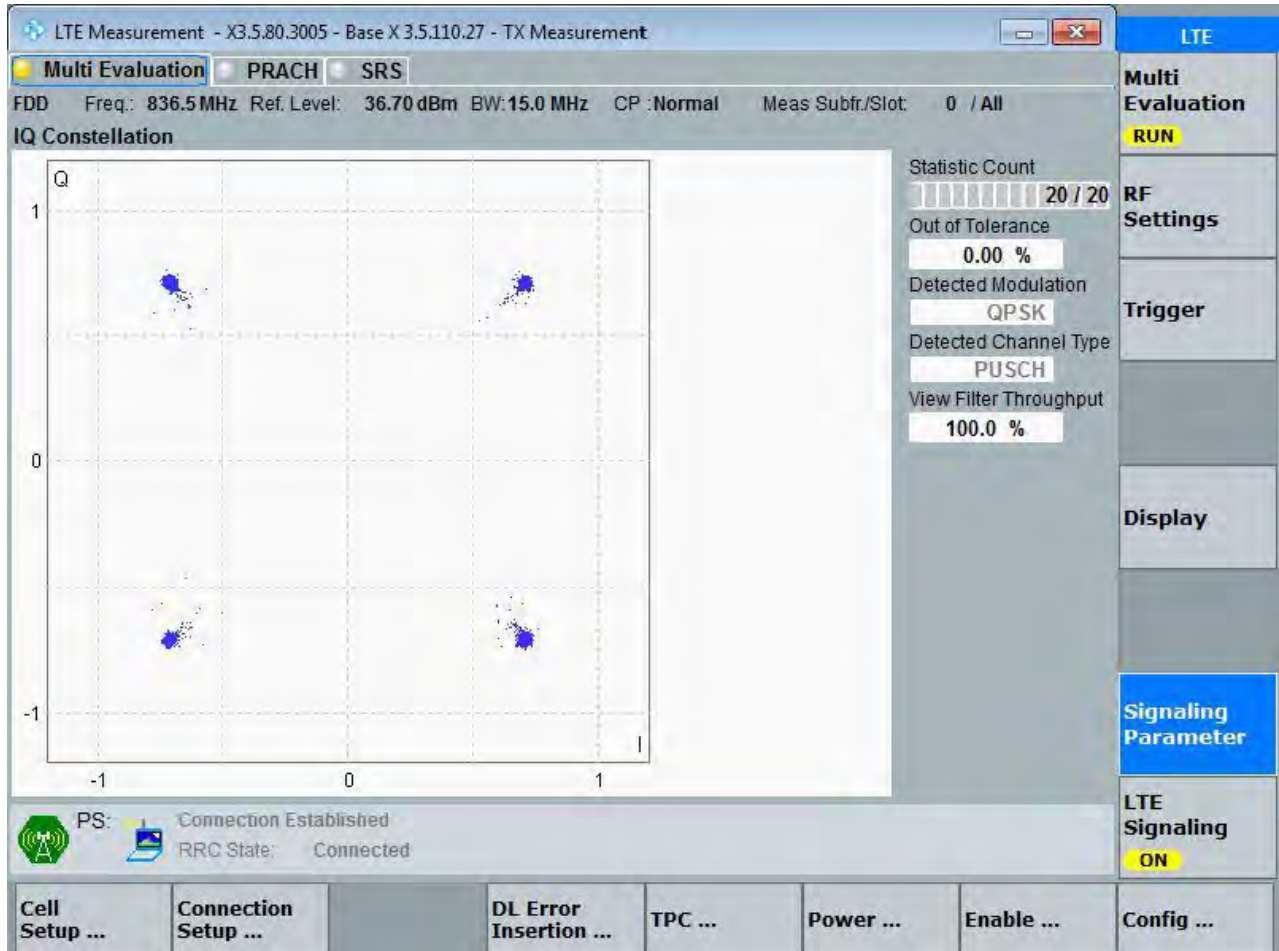 LTE Measurement - X3.5.80.3005 - Base X 3.5.110.27 - TX Measurement
LTE
Multi Evaluation PRACH SRS
FDD Freq.: 836.5 MHz Ref. Level: 36.70 dBm BW: 15.0 MHz CP : Normal Meas Subfr./Slot: 0 / All
IQ Constellation
Q
1
0
-1
-1 0 1
I
Statistic Count
20 / 20
Out of Tolerance
0.00 %
Detected Modulation
QPSK
Detected Channel Type
PUSCH
View Filter Throughput
100.0 %
Multi
Evaluation
RUN
RF
Settings
Trigger
Display
Signaling
Parameter
LTE
Signaling
ON
PS: Connection Established
RRC State: Connected
Cell
Setup ...
Connection
Setup ...
DL Error
Insertion ...
TPC ...
Power ...
Enable ...
Config ...